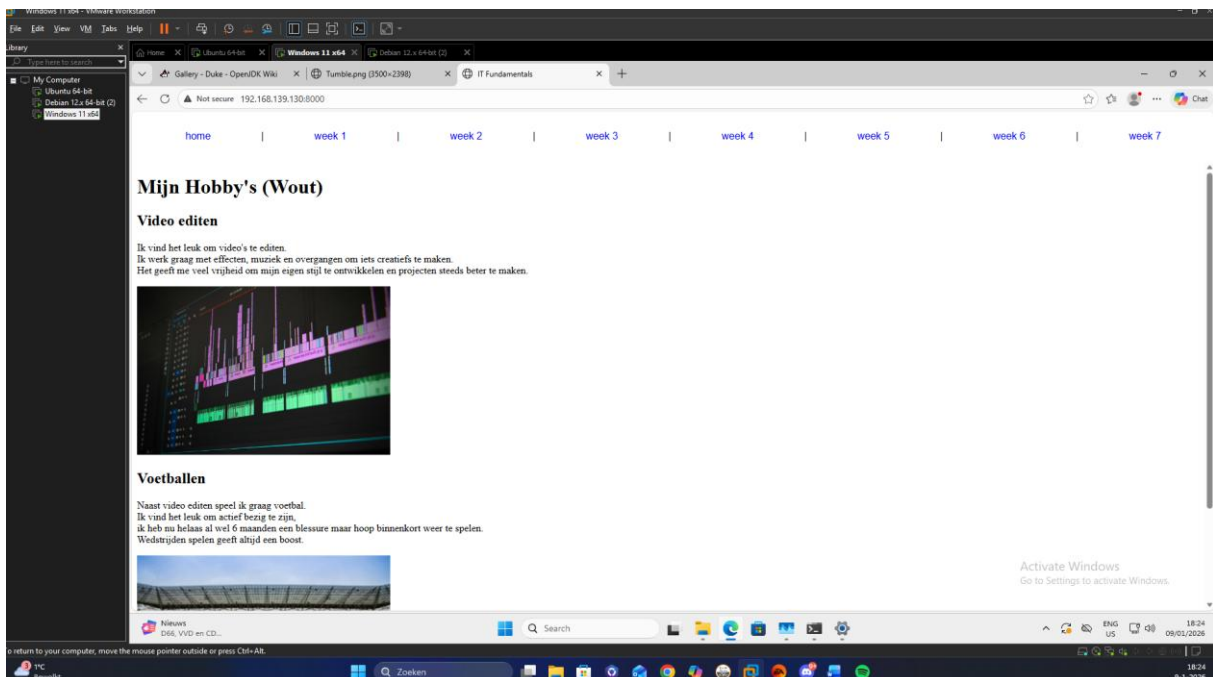 Windows 11 x64 - VMware Workstation
File Edit View VM Tabs Help
Library
Type here to search
My Computer
Ubuntu 64-bit
Debian 12.x 64-bit (2)
Windows 11 x64
Home Ubuntu 64-bit Windows 11 x64 Debian 12.x 64-bit (2)
Gallery - Duke - OpenJDK Wiki Tumble.png (3500×2398) IT Fundamentals
Not secure 192.168.139.130:8000 Chat
home | week 1 | week 2 | week 3 | week 4 | week 5 | week 6 | week 7
Mijn Hobby's (Wout)
Video editen
Ik vind het leuk om video's te editen.
Ik werk graag met effecten, muziek en overgangen om iets creatiefs te maken.
Het geeft me veel vrijheid om mijn eigen stijl te ontwikkelen en projecten steeds beter te maken.
Voetballen
Naast video editen speel ik graag voetbal.
Ik vind het leuk om actief bezig te zijn,
ik heb nu helaas al wel 6 maanden een blessure maar hoop binnenkort weer te spelen.
Wedstrijden spelen geeft altijd een boost.
Activate Windows
Go to Settings to activate Windows.
Nieuws
D66, VVD en CD...
Search
ENG
US
18:24
09/01/2026
o return to your computer, move the mouse pointer outside or press Ctrl+Alt.
1°C
Bewolkt
Zoeken
18:24
9-1-2026